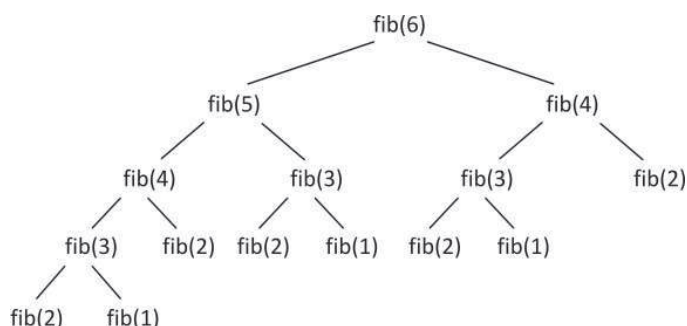 fib(6)
fib(5) fib(4)
fib(4) fib(3) fib(3) fib(2)
fib(3) fib(2) fib(2) fib(1) fib(2) fib(1)
fib(2) fib(1)